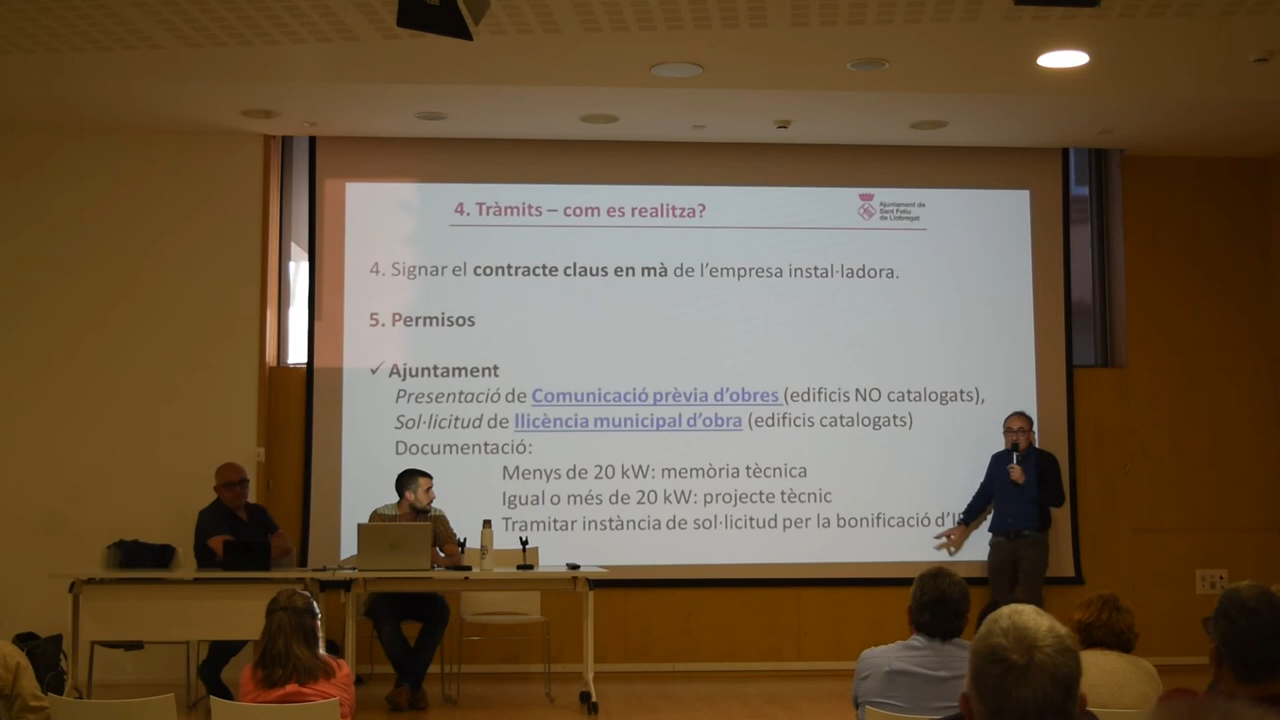 4. Tràmits – com es realitza?
Ajuntament de
Sant Feliu
de Llobregat
4. Signar el contracte claus en mà de l'empresa instal·ladora.
5. Permisos
✓ Ajuntament
Presentació de Comunicació prèvia d'obres (edificis NO catalogats),
Sol·licitud de llicència municipal d'obra (edificis catalogats)
Documentació:
Menys de 20 kW: memòria tècnica
Igual o més de 20 kW: projecte tècnic
Tramitar instància de sol·licitud per la bonificació